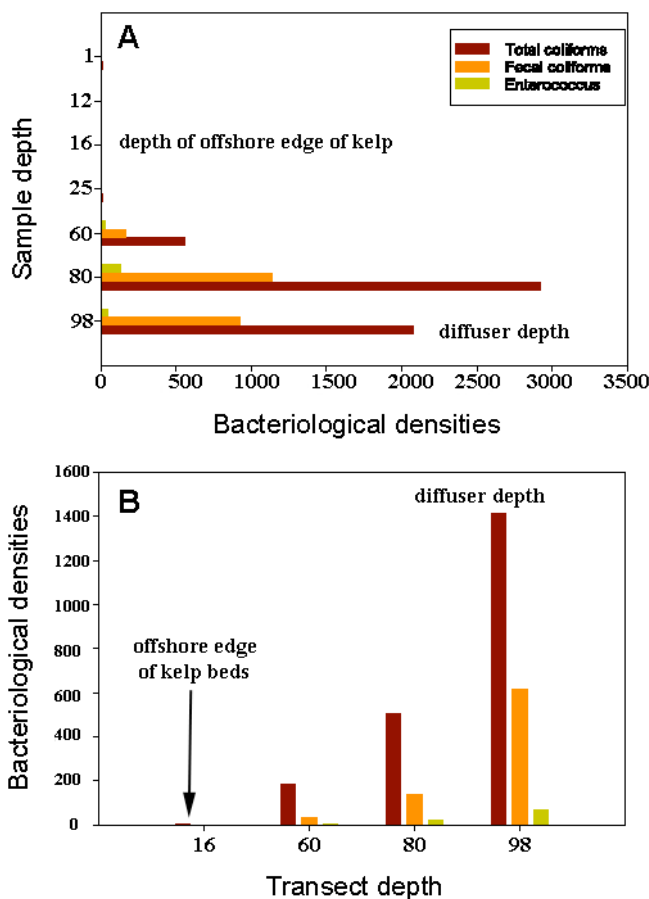 A
Total coliforms
Fecal coliforms
Enterococcus
1
12
16
depth of offshore edge of kelp
25
60
80
98
diffuser depth
Sample depth
0
500
1000
1500
2000
2500
3000
3500
Bacteriological densities
B
diffuser depth
1600
1400
1200
1000
800
600
400
200
0
offshore edge
of kelp beds
Bacteriological densities
16
60
80
98
Transect depth